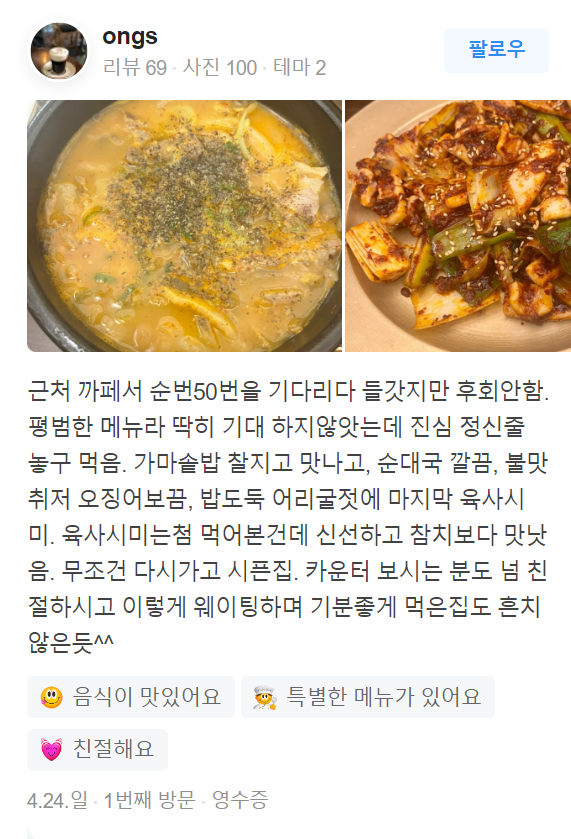 ongs
리뷰 69 · 사진 100 · 테마 2
팔로우
근처 까페서 순번50번을 기다리다 들갓지만 후회안함.
평범한 메뉴라 딱히 기대 하지않앗는데 진심 정신줄
놓구 먹음. 가마솥밥 찰지고 맛나고, 순대국 깔끔, 불맛
취저 오징어보끔, 밥도둑 어리굴젓에 마지막 육사시
미. 육사시미는첨 먹어본건데 신선하고 참치보다 맛낫
음. 무조건 다시가고 시픈집. 카운터 보시는 분도 넘 친
절하시고 이렇게 웨이팅하며 기분좋게 먹은집도 흔치
않은듯^^
음식이 맛있어요
특별한 메뉴가 있어요
친절해요
4.24.일 · 1번째 방문 · 영수증